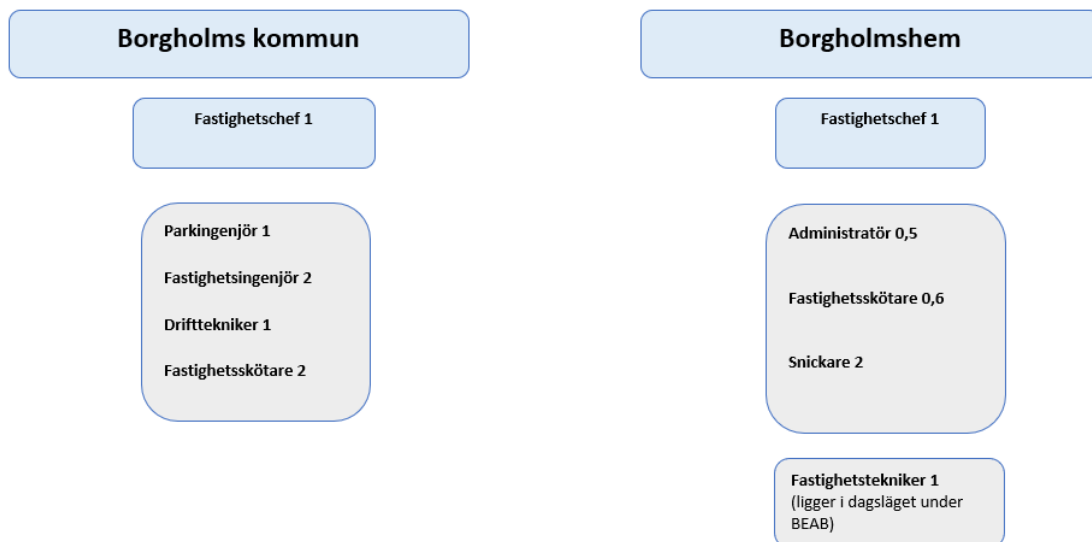 Borgholms kommun
Fastighetschef 1
Parkingenjör 1
Fastighetsingenjör 2
Drifttekniker 1
Fastighetsskötare 2
Borgholmshem
Fastighetschef 1
Administratör 0,5
Fastighetsskötare 0,6
Snickare 2
Fastighetstekniker 1
(ligger i dagsläget under
BEAB)